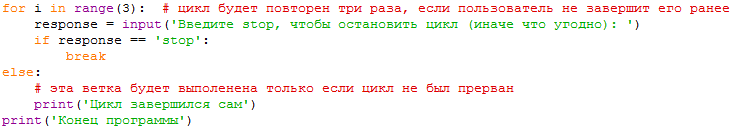 for i in range(3):  # цикл будет повторен три раза, если пользователь не завершит его ранее
    response = input('Введите stop, чтобы остановить цикл (иначе что угодно): ')
    if response == 'stop':
        break
else:
    # эта ветка будет выполенена только если цикл не был прерван
    print('Цикл завершился сам')
print('Конец программы')